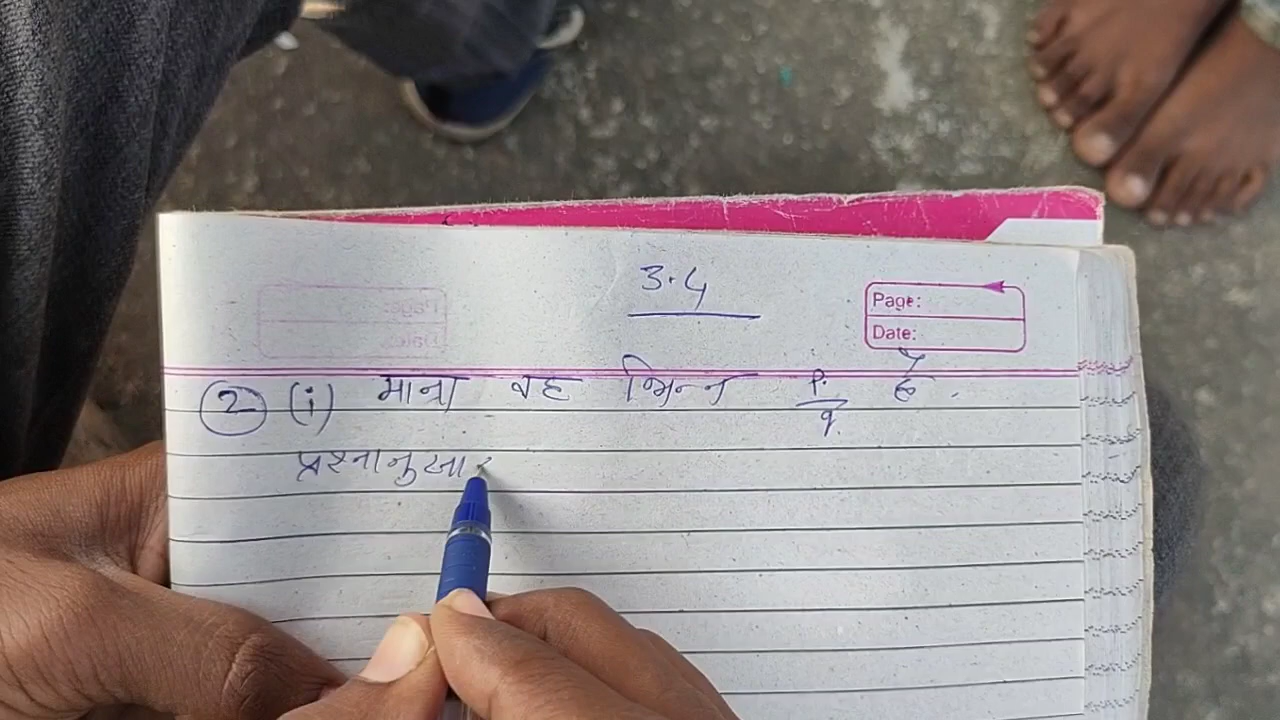 3.4
Page:
Date:
2 (i) माना वह भिन्न p/q है.
प्रश्नानुसार